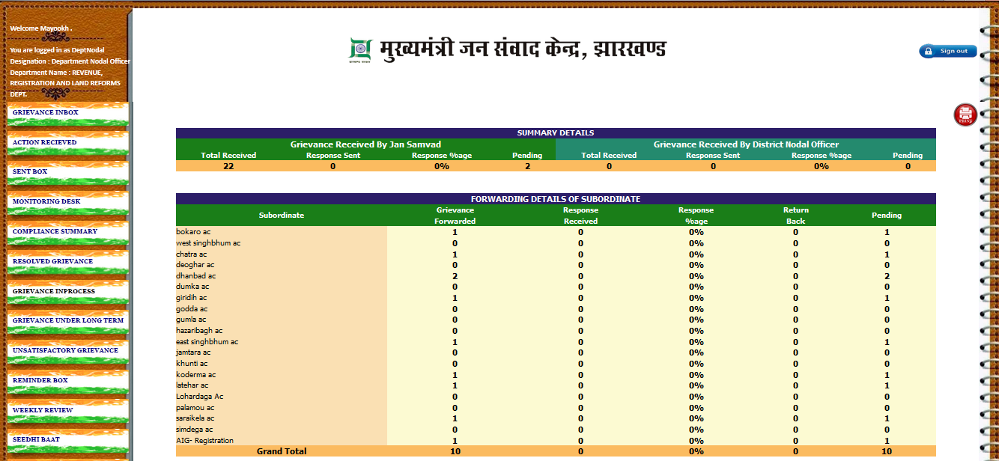 Welcome Mayookh .
You are logged in as DeptNodal
Designation : Department Nodal Officer
Department Name : REVENUE,
REGISTRATION AND LAND REFORMS
DEPT.
GRIEVANCE INBOX
ACTION RECIEVED
SENT BOX
MONITORING DESK
COMPLIANCE SUMMARY
RESOLVED GRIEVANCE
GRIEVANCE INPROCESS
GRIEVANCE UNDER LONG TERM
UNSATISFACTORY GRIEVANCE
REMINDER BOX
WEEKLY REVIEW
SEEDHI BAAT
मुख्यमंत्री जन संवाद केन्द्र, झारखण्ड
Sign out
PRINT
SUMMARY DETAILS
Grievance Received By Jan Samvad Grievance Received By District Nodal Officer
Total Received Response Sent Response %age Pending Total Received Response Sent Response %age Pending
22 0 0% 2 0 0 0% 0
FORWARDING DETAILS OF SUBORDINATE
Subordinate Grievance Forwarded Response Received Response %age Return Back Pending
bokaro ac 1 0 0% 0 1
west singhbhum ac 0 0 0% 0 0
chatra ac 1 0 0% 0 1
deoghar ac 0 0 0% 0 0
dhanbad ac 2 0 0% 0 2
dumka ac 0 0 0% 0 0
giridih ac 1 0 0% 0 1
godda ac 0 0 0% 0 0
gumla ac 0 0 0% 0 0
hazaribagh ac 0 0 0% 0 0
east singhbhum ac 1 0 0% 0 1
jamtara ac 0 0 0% 0 0
khunti ac 0 0 0% 0 0
koderma ac 1 0 0% 0 1
latehar ac 1 0 0% 0 1
Lohardaga Ac 0 0 0% 0 0
palamou ac 0 0 0% 0 0
saraikela ac 1 0 0% 0 1
simdega ac 0 0 0% 0 0
AIG- Registration 1 0 0% 0 1
Grand Total 10 0 0% 0 10